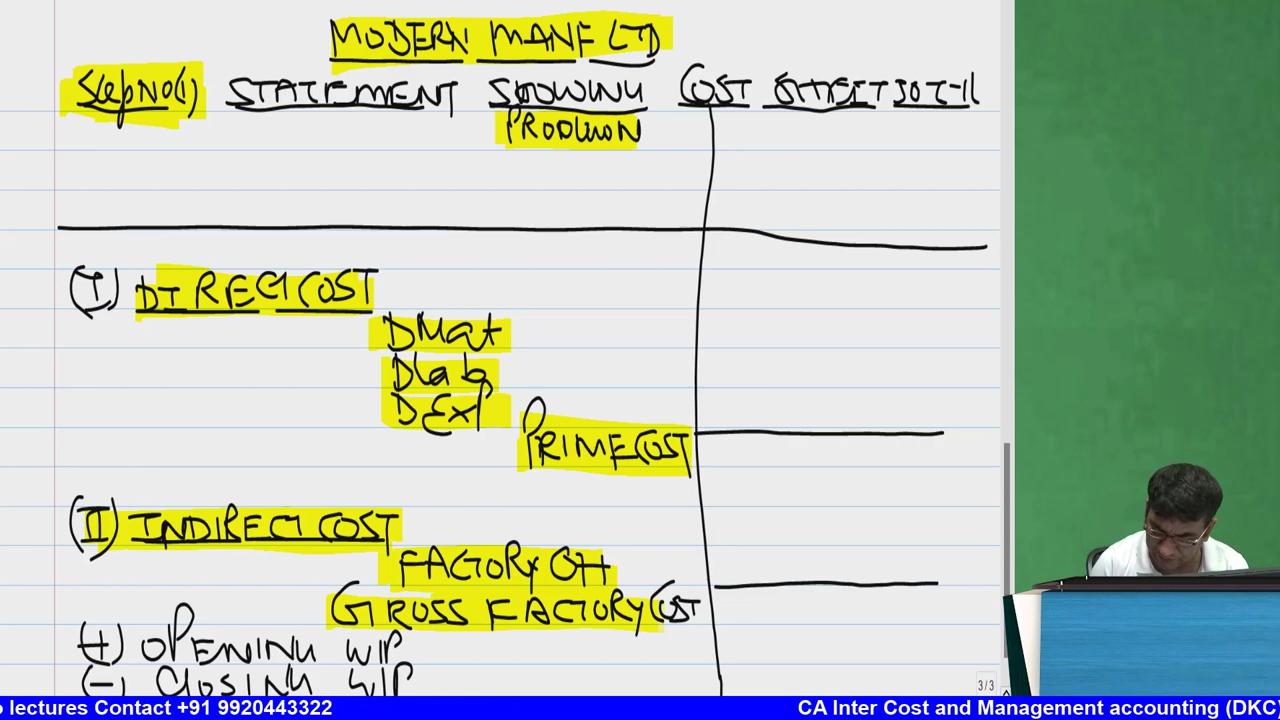 MODERN MANF LTD
Step No(1) STATEMENT SHOWING COST SHEET 30-T-11
PRODUCTION
(I) DIRECT COST
DMat
DLab
DExp
PRIME COST
(II) INDIRECT COST
FACTORY OH
GROSS FACTORY COST
(+) OPENING WIP
(-) CLOSING WIP
3/3
o lectures Contact +91 9920443322
CA Inter Cost and Management accounting (DKC)